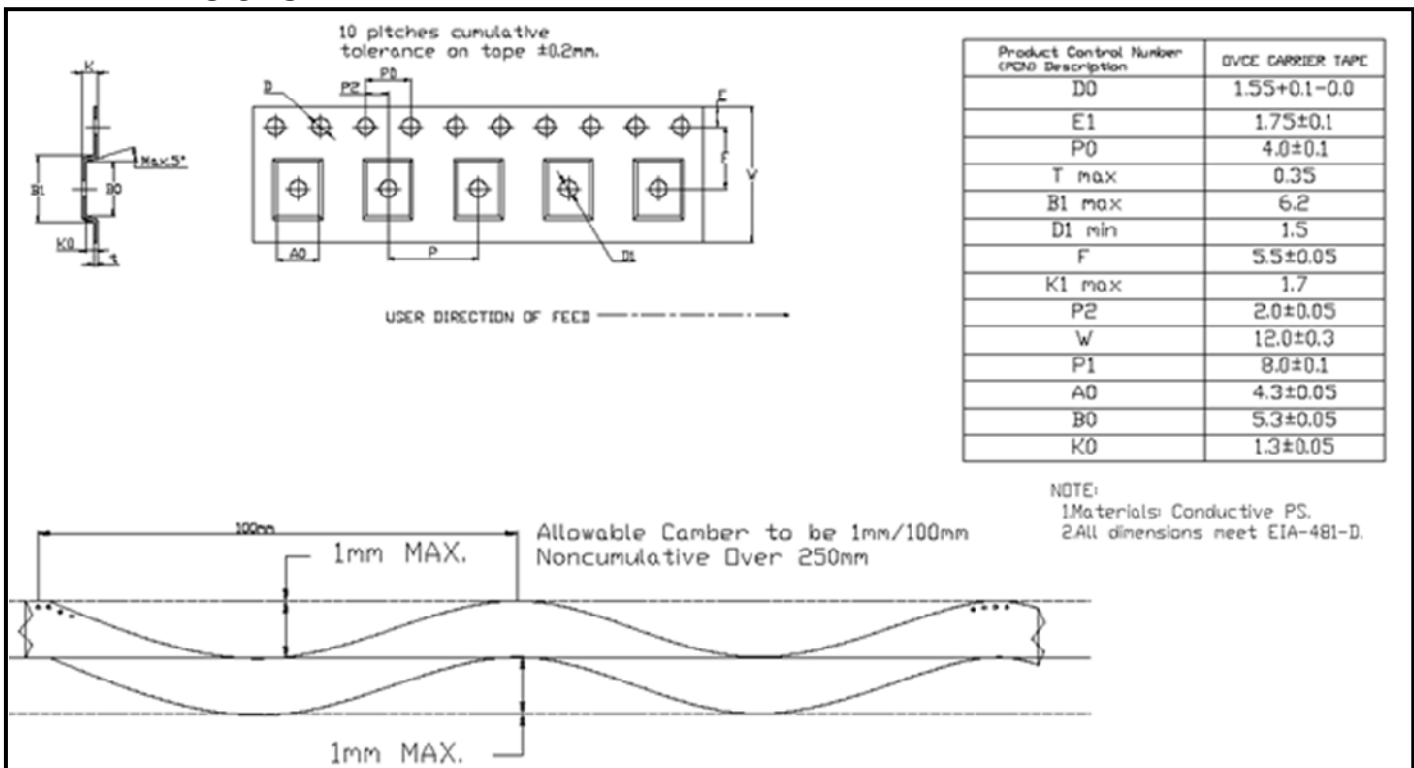 10 pitches cumulative
tolerance on tape ±0.2mm.
K
D
P2
P0
E
Max5°
F
W
B1
B0
K0
t
A0
P
D1
USER DIRECTION OF FEED
Product Control Number
(PCN) Description
OVCE CARRIER TAPE
D0 1.55+0.1-0.0
E1 1.75±0.1
P0 4.0±0.1
T max 0.35
B1 max 6.2
D1 min 1.5
F 5.5±0.05
K1 max 1.7
P2 2.0±0.05
W 12.0±0.3
P1 8.0±0.1
A0 4.3±0.05
B0 5.3±0.05
K0 1.3±0.05
NOTE:
1.Materials: Conductive PS.
2.All dimensions meet EIA-481-D.
100mm
Allowable Camber to be 1mm/100mm
Noncumulative Over 250mm
1mm MAX.
1mm MAX.